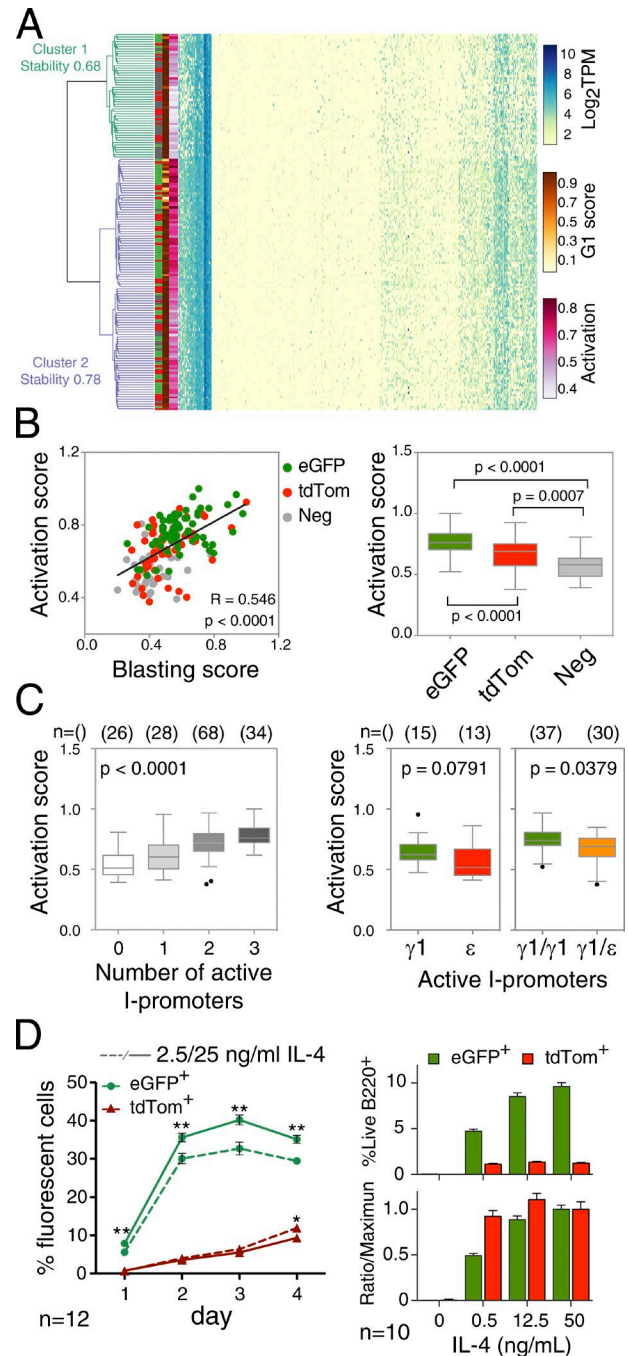 A
Cluster 1
Stability 0.68
Cluster 2
Stability 0.78
10
8
6
4
2
Log2TPM
0.9
0.7
0.5
0.3
0.1
G1 score
0.8
0.7
0.6
0.5
0.4
Activation
B
1.2
0.8
0.4
Activation score
0.0 0.4 0.8 1.2
Blasting score
R = 0.546
p < 0.0001
eGFP
tdTom
Neg
1.5
1.0
0.5
0.0
Activation score
p < 0.0001
p = 0.0007
p < 0.0001
eGFP tdTom Neg
C
n=() (26) (28) (68) (34)
1.5
1.0
0.5
0.0
Activation score
p < 0.0001
0 1 2 3
Number of active
I-promoters
n=() (15) (13) (37) (30)
1.5
1.0
0.5
0.0
Activation score
p = 0.0791
p = 0.0379
γ1 ε γ1/γ1 γ1/ε
Active I-promoters
D
2.5/25 ng/ml IL-4
eGFP+
tdTom+
50
40
30
20
10
0
% fluorescent cells
**
**
**
**
*
1 2 3 4
day
n=12
eGFP+ tdTom+
10
5
0
%Live B220+
1.0
0.5
0
Ratio/Maximun
0 0.5 12.5 50
IL-4 (ng/mL)
n=10